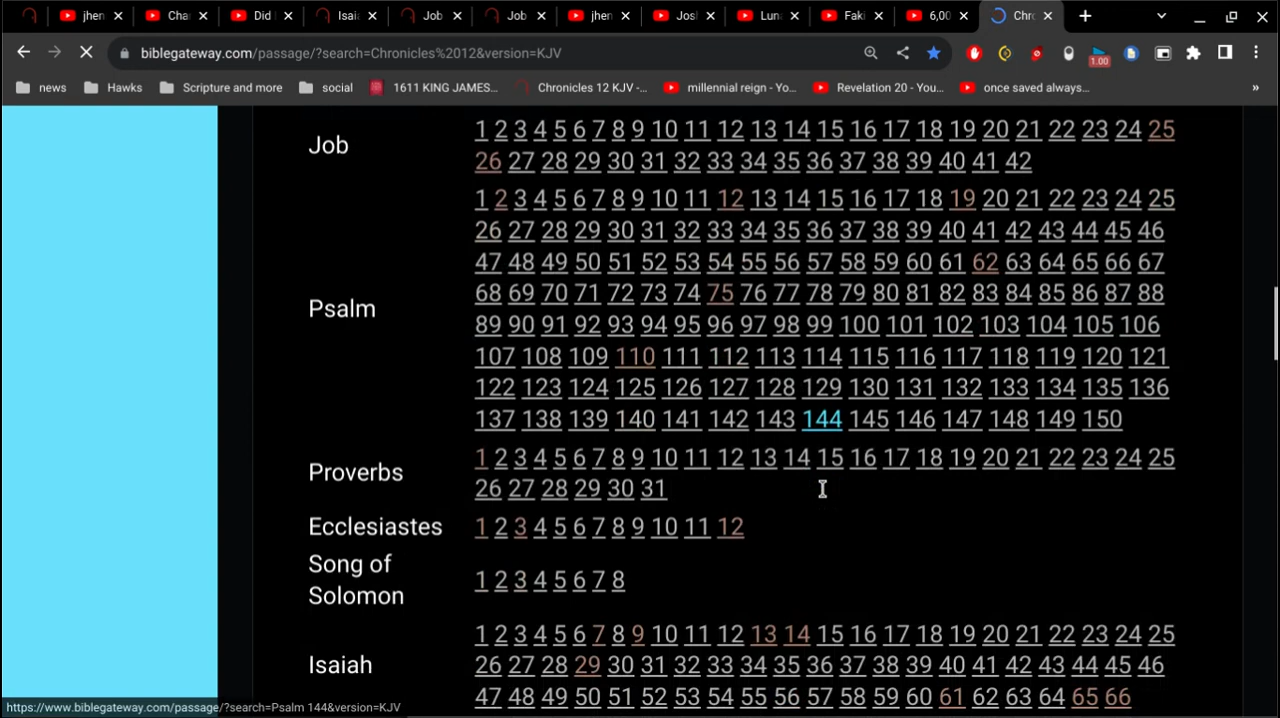 jhen Cha Did I Isai Job Job jhen Josl Luna Faki 6,00 Chro
biblegateway.com/passage/?search=Chronicles%2012&version=KJV
1.00
news Hawks Scripture and more social 1611 KING JAMES... Chronicles 12 KJV -... millennial reign - Yo... Revelation 20 - You... once saved always... »
Job
1 2 3 4 5 6 7 8 9 10 11 12 13 14 15 16 17 18 19 20 21 22 23 24 25
26 27 28 29 30 31 32 33 34 35 36 37 38 39 40 41 42
Psalm
1 2 3 4 5 6 7 8 9 10 11 12 13 14 15 16 17 18 19 20 21 22 23 24 25
26 27 28 29 30 31 32 33 34 35 36 37 38 39 40 41 42 43 44 45 46
47 48 49 50 51 52 53 54 55 56 57 58 59 60 61 62 63 64 65 66 67
68 69 70 71 72 73 74 75 76 77 78 79 80 81 82 83 84 85 86 87 88
89 90 91 92 93 94 95 96 97 98 99 100 101 102 103 104 105 106
107 108 109 110 111 112 113 114 115 116 117 118 119 120 121
122 123 124 125 126 127 128 129 130 131 132 133 134 135 136
137 138 139 140 141 142 143 144 145 146 147 148 149 150
Proverbs
1 2 3 4 5 6 7 8 9 10 11 12 13 14 15 16 17 18 19 20 21 22 23 24 25
26 27 28 29 30 31
Ecclesiastes
1 2 3 4 5 6 7 8 9 10 11 12
Song of
Solomon
1 2 3 4 5 6 7 8
Isaiah
1 2 3 4 5 6 7 8 9 10 11 12 13 14 15 16 17 18 19 20 21 22 23 24 25
26 27 28 29 30 31 32 33 34 35 36 37 38 39 40 41 42 43 44 45 46
47 48 49 50 51 52 53 54 55 56 57 58 59 60 61 62 63 64 65 66
https://www.biblegateway.com/passage/?search=Psalm 144&version=KJV